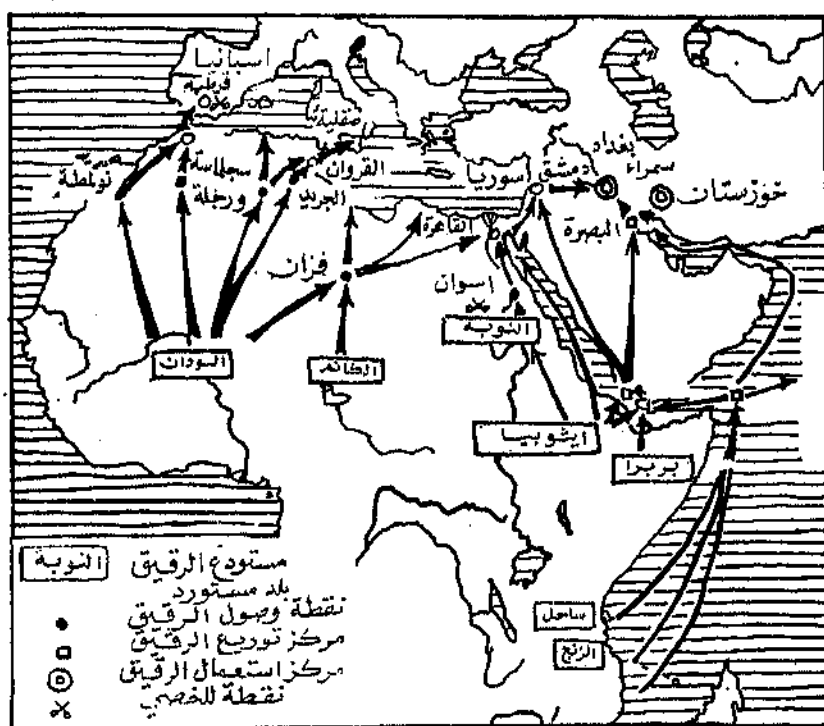 اسبانيا
قرطبة
صقلية
نولمطة
سجلماسة
ورجلة
القروان
الجريد
سوريا
دمشق
بغداد
سمراء
خوزستان
البصرة
القاهرة
فزان
اسوان
النوبة
السودان
الكانم
ايثوبيا
بربرا
ساحل
الزنج
النوبة
مستودع الرقيق
بلد مستورد
نقطة وصول الرقيق
مركز توزيع الرقيق
مركز استعمال الرقيق
نقطة للخصي